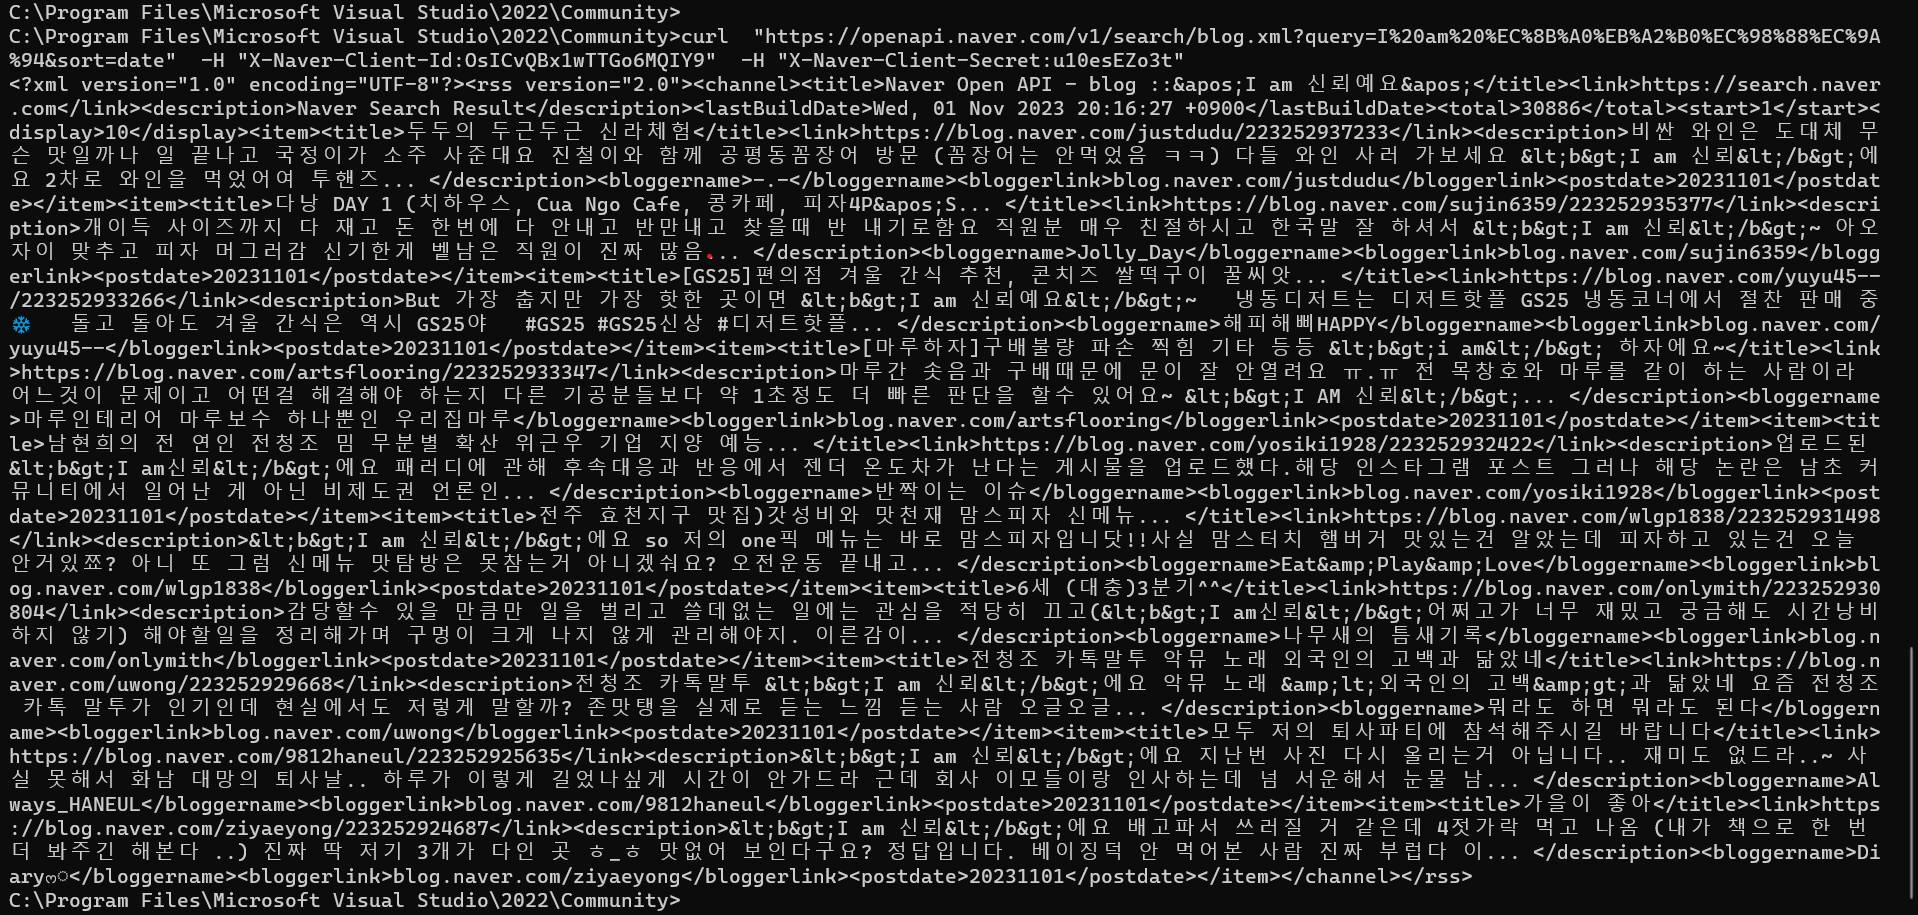 C:\Program Files\Microsoft Visual Studio\2022\Community>
C:\Program Files\Microsoft Visual Studio\2022\Community>curl  "https://openapi.naver.com/v1/search/blog.xml?query=I%20am%20%EC%8B%A0%EB%A2%B0%EC%98%88%EC%9A
%94&sort=date"  -H "X-Naver-Client-Id:OsICvQBx1wTTGo6MQIY9"  -H "X-Naver-Client-Secret:u10esEZo3t"
<?xml version="1.0" encoding="UTF-8"?><rss version="2.0"><channel><title>Naver Open API - blog ::&apos;I am 신뢰예요&apos;</title><link>https://search.naver
.com</link><description>Naver Search Result</description><lastBuildDate>Wed, 01 Nov 2023 20:16:27 +0900</lastBuildDate><total>30886</total><start>1</start><
display>10</display><item><title>두두의 두근두근 신라체험</title><link>https://blog.naver.com/justdudu/223252937233</link><description>비싼 와인은 도대체 무
슨 맛일까나 일 끝나고 국정이가 소주 사준대요 진철이와 함께 공평동꼼장어 방문 (꼼장어는 안먹었음 ㅋㅋ) 다들 와인 사러 가보세요 &lt;b&gt;I am 신뢰&lt;/b&gt;에
요 2차로 와인을 먹었어여 투핸즈... </description><bloggername>-.-</bloggername><bloggerlink>blog.naver.com/justdudu</bloggerlink><postdate>20231101</postdat
e></item><item><title>다낭 DAY 1 (치하우스, Cua Ngo Cafe, 콩카페, 피자4P&apos;S... </title><link>https://blog.naver.com/sujin6359/223252935377</link><descri
ption>개이득 사이즈까지 다 재고 돈 한번에 다 안내고 반만내고 찾을때 반 내기로함요 직원분 매우 친절하시고 한국말 잘 하셔서 &lt;b&gt;I am 신뢰&lt;/b&gt;~ 아오
자이 맞추고 피자 머그러감 신기한게 벹남은 직원이 진짜 많음... </description><bloggername>Jolly_Day</bloggername><bloggerlink>blog.naver.com/sujin6359</blogg
erlink><postdate>20231101</postdate></item><item><title>[GS25]편의점 겨울 간식 추천, 콘치즈 쌀떡구이 꿀씨앗... </title><link>https://blog.naver.com/yuyu45--
/223252933266</link><description>But 가장 춥지만 가장 핫한 곳이면 &lt;b&gt;I am 신뢰예요&lt;/b&gt;~   냉동디저트는 디저트핫플 GS25 냉동코너에서 절찬 판매 중
❄   돌고 돌아도 겨울 간식은 역시 GS25야   #GS25 #GS25신상 #디저트핫플... </description><bloggername>해피해삐HAPPY</bloggername><bloggerlink>blog.naver.com/
yuyu45--</bloggerlink><postdate>20231101</postdate></item><item><title>[마루하자]구배불량 파손 찍힘 기타 등등 &lt;b&gt;i am&lt;/b&gt; 하자에요~</title><link
>https://blog.naver.com/artsflooring/223252933347</link><description>마루간 솟음과 구배때문에 문이 잘 안열려요 ㅠ.ㅠ 전 목창호와 마루를 같이 하는 사람이라
어느것이 문제이고 어떤걸 해결해야 하는지 다른 기공분들보다 약 1초정도 더 빠른 판단을 할수 있어요~ &lt;b&gt;I AM 신뢰&lt;/b&gt;... </description><bloggername
>마루인테리어 마루보수 하나뿐인 우리집마루</bloggername><bloggerlink>blog.naver.com/artsflooring</bloggerlink><postdate>20231101</postdate></item><item><tit
le>남현희의 전 연인 전청조 밈 무분별 확산 위근우 기업 지양 예능... </title><link>https://blog.naver.com/yosiki1928/223252932422</link><description>업로드된
&lt;b&gt;I am신뢰&lt;/b&gt;에요 패러디에 관해 후속대응과 반응에서 젠더 온도차가 난다는 게시물을 업로드했다.해당 인스타그램 포스트 그러나 해당 논란은 남초 커
뮤니티에서 일어난 게 아닌 비제도권 언론인... </description><bloggername>반짝이는 이슈</bloggername><bloggerlink>blog.naver.com/yosiki1928</bloggerlink><post
date>20231101</postdate></item><item><title>전주 효천지구 맛집)갓성비와 맛천재 맘스피자 신메뉴... </title><link>https://blog.naver.com/wlgp1838/223252931498
</link><description>&lt;b&gt;I am 신뢰&lt;/b&gt;에요 so 저의 one픽 메뉴는 바로 맘스피자입니닷!!사실 맘스터치 햄버거 맛있는건 알았는데 피자하고 있는건 오늘
안거있쬬? 아니 또 그럼 신메뉴 맛탐방은 못참는거 아니겠숴요? 오전운동 끝내고... </description><bloggername>Eat&amp;Play&amp;Love</bloggername><bloggerlink>bl
og.naver.com/wlgp1838</bloggerlink><postdate>20231101</postdate></item><item><title>6세 (대충)3분기^^</title><link>https://blog.naver.com/onlymith/223252930
804</link><description>감당할수 있을 만큼만 일을 벌리고 쓸데없는 일에는 관심을 적당히 끄고(&lt;b&gt;I am신뢰&lt;/b&gt;어쩌고가 너무 재밌고 궁금해도 시간낭비
하지 않기) 해야할일을 정리해가며 구멍이 크게 나지 않게 관리해야지. 이른감이... </description><bloggername>나무새의 틈새기록</bloggername><bloggerlink>blog.n
aver.com/onlymith</bloggerlink><postdate>20231101</postdate></item><item><title>전청조 카톡말투 악뮤 노래 외국인의 고백과 닮았네</title><link>https://blog.n
aver.com/uwong/223252929668</link><description>전청조 카톡말투 &lt;b&gt;I am 신뢰&lt;/b&gt;에요 악뮤 노래 &amp;lt;외국인의 고백&amp;gt;과 닮았네 요즘 전청조
 카톡 말투가 인기인데 현실에서도 저렇게 말할까? 존맛탱을 실제로 듣는 느낌 듣는 사람 오글오글... </description><bloggername>뭐라도 하면 뭐라도 된다</bloggern
ame><bloggerlink>blog.naver.com/uwong</bloggerlink><postdate>20231101</postdate></item><item><title>모두 저의 퇴사파티에 참석해주시길 바랍니다</title><link>
https://blog.naver.com/9812haneul/223252925635</link><description>&lt;b&gt;I am 신뢰&lt;/b&gt;에요 지난번 사진 다시 올리는거 아닙니다.. 재미도 없드라..~ 사
실 못해서 화남 대망의 퇴사날.. 하루가 이렇게 길었나싶게 시간이 안가드라 근데 회사 이모들이랑 인사하는데 넘 서운해서 눈물 남... </description><bloggername>Al
ways_HANEUL</bloggername><bloggerlink>blog.naver.com/9812haneul</bloggerlink><postdate>20231101</postdate></item><item><title>가을이 좋아</title><link>https
://blog.naver.com/ziyaeyong/223252924687</link><description>&lt;b&gt;I am 신뢰&lt;/b&gt;에요 배고파서 쓰러질 거 같은데 4젓가락 먹고 나옴 (내가 책으로 한 번
더 봐주긴 해본다 ..) 진짜 딱 저기 3개가 다인 곳 ㅎ_ㅎ 맛없어 보인다구요? 정답입니다. 베이징덕 안 먹어본 사람 진짜 부럽다 이... </description><bloggername>Di
ary</bloggername><bloggerlink>blog.naver.com/ziyaeyong</bloggerlink><postdate>20231101</postdate></item></channel></rss>
C:\Program Files\Microsoft Visual Studio\2022\Community>